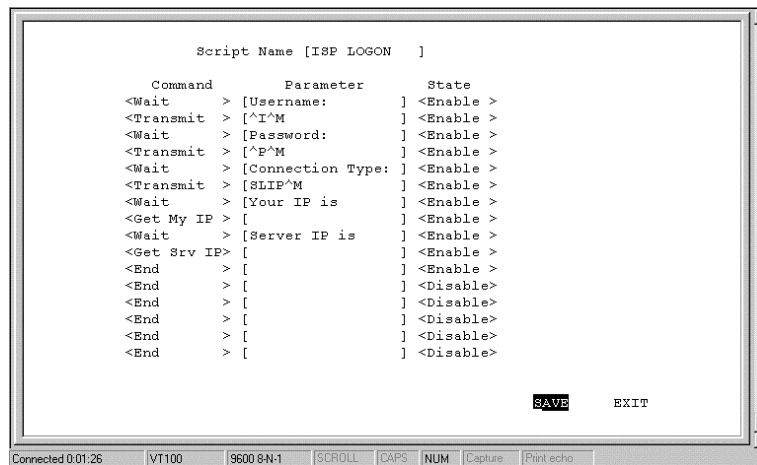 Script Name [ISP LOGON   ]
Command Parameter State
<Wait      > [Username:        ] <Enable >
<Transmit  > [^I^M             ] <Enable >
<Wait      > [Password:        ] <Enable >
<Transmit  > [^P^M             ] <Enable >
<Wait      > [Connection Type: ] <Enable >
<Transmit  > [SLIP^M           ] <Enable >
<Wait      > [Your IP is       ] <Enable >
<Get My IP > [                 ] <Enable >
<Wait      > [Server IP is     ] <Enable >
<Get Srv IP> [                 ] <Enable >
<End       > [                 ] <Enable >
<End       > [                 ] <Disable>
<End       > [                 ] <Disable>
<End       > [                 ] <Disable>
<End       > [                 ] <Disable>
<End       > [                 ] <Disable>
SAVE EXIT
Connected 0:01:26 VT100 9600 8-N-1 SCROLL CAPS NUM Capture Print echo